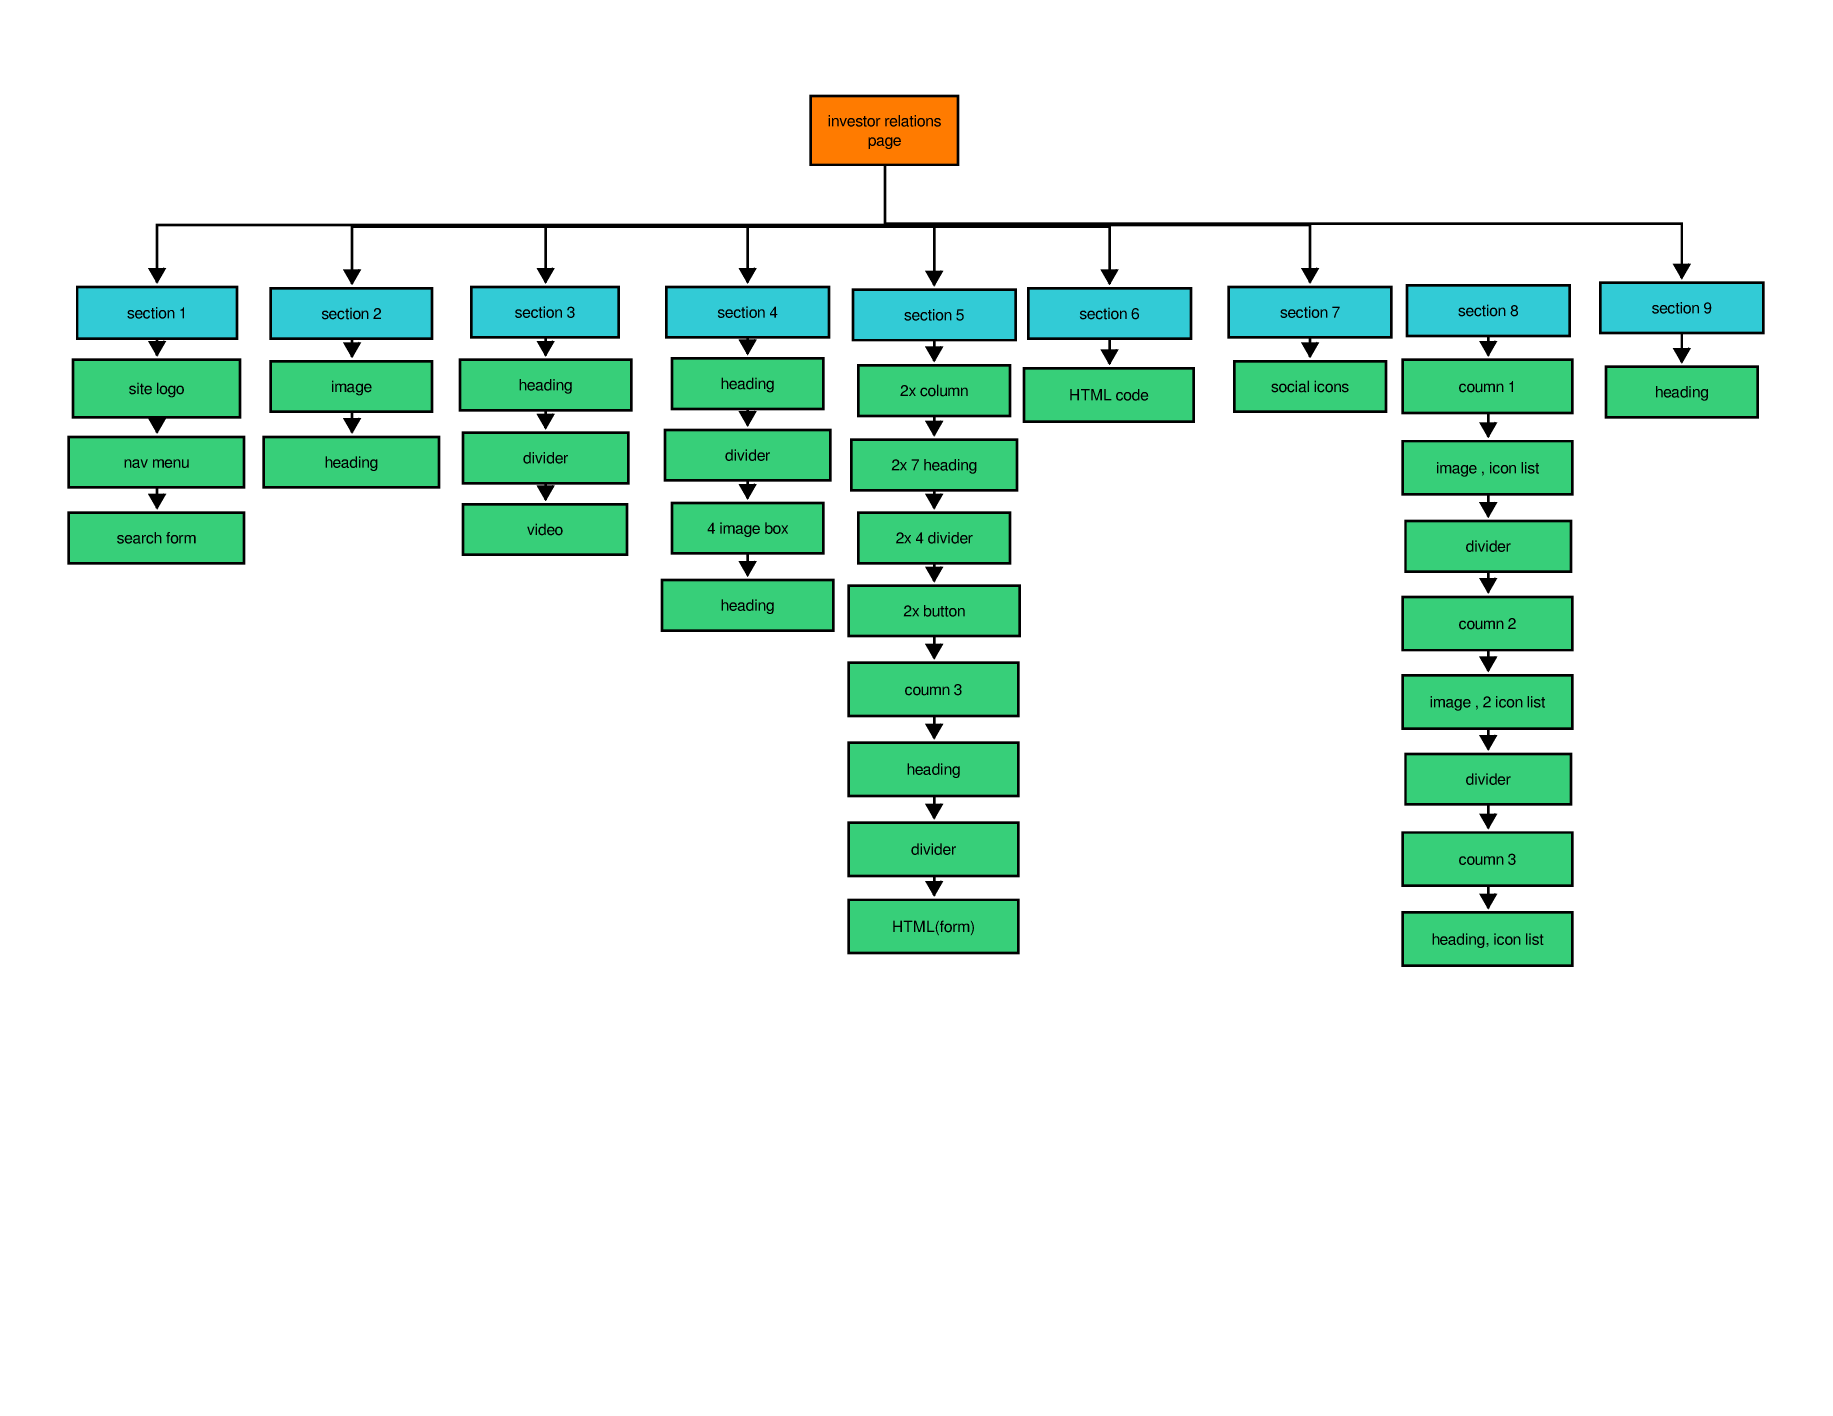 investor relations
page
section 1
section 2
section 3
section 4
section 5
section 6
section 7
section 8
section 9
site logo
nav menu
search form
image
heading
heading
divider
video
heading
divider
4 image box
heading
2x column
2x 7 heading
2x 4 divider
2x button
coumn 3
heading
divider
HTML(form)
HTML code
social icons
coumn 1
image , icon list
divider
coumn 2
image , 2 icon list
divider
coumn 3
heading, icon list
heading